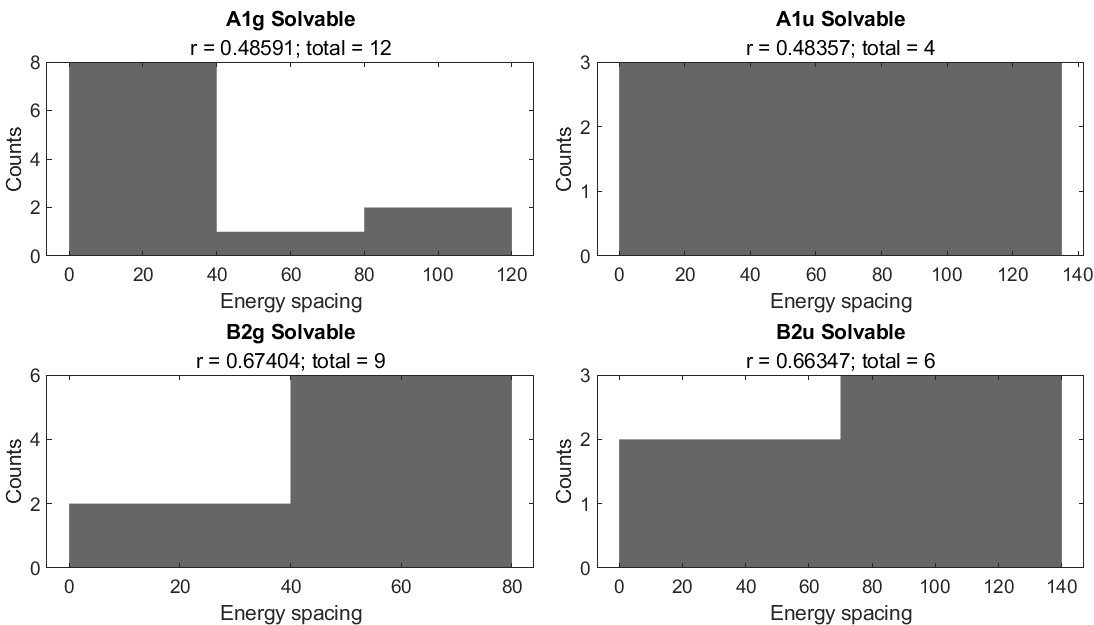 A1g Solvable
r = 0.48591; total = 12
8
6
4
2
0
Counts
0 20 40 60 80 100 120
Energy spacing
A1u Solvable
r = 0.48357; total = 4
3
2
1
0
Counts
0 20 40 60 80 100 120 140
Energy spacing
B2g Solvable
r = 0.67404; total = 9
6
4
2
0
Counts
0 20 40 60 80
Energy spacing
B2u Solvable
r = 0.66347; total = 6
3
2
1
0
Counts
0 20 40 60 80 100 120 140
Energy spacing